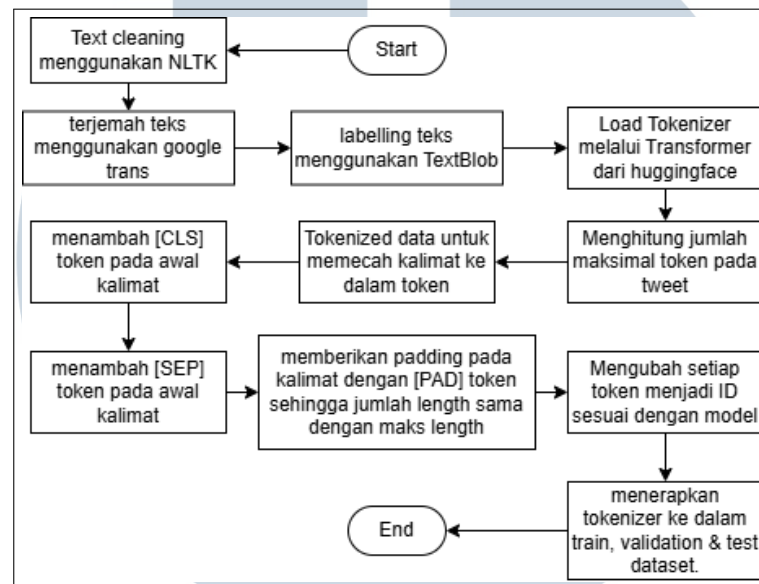 Start
Text cleaning
menggunakan NLTK
terjemah teks
menggunakan google
trans
labelling teks
menggunakan TextBlob
Load Tokenizer
melalui Transformer
dari huggingface
Menghitung jumlah
maksimal token pada
tweet
Tokenized data untuk
memecah kalimat ke
dalam token
menambah [CLS]
token pada awal
kalimat
menambah [SEP]
token pada awal
kalimat
memberikan padding pada
kalimat dengan [PAD] token
sehingga jumlah length sama
dengan maks length
Mengubah setiap
token menjadi ID
sesuai dengan model
menerapkan
tokenizer ke dalam
train, validation & test
dataset.
End